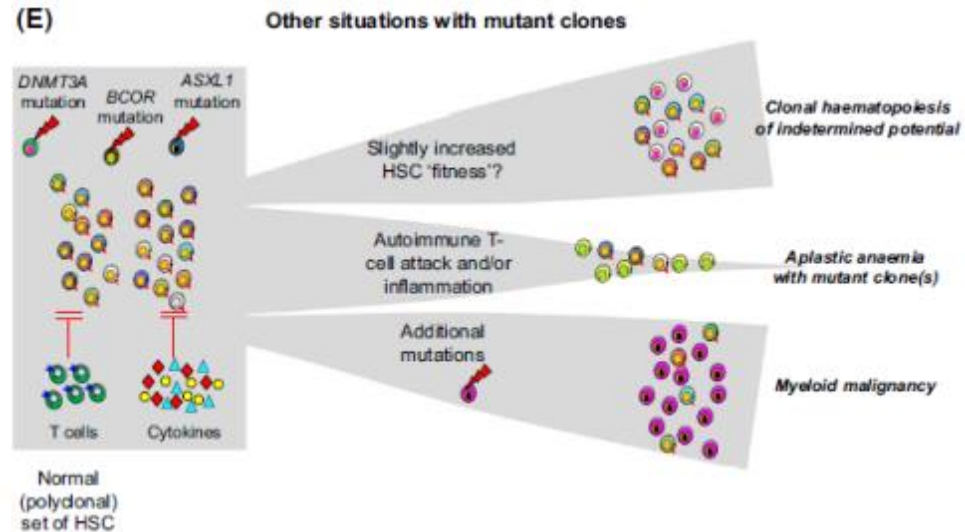 (E)
Other situations with mutant clones
DNMT3A
mutation
BCOR
mutation
ASXL1
mutation
T cells
Cytokines
Normal
(polyclonal)
set of HSC
Slightly increased
HSC 'fitness'?
Clonal haematopoiesis
of indetermined potential
Autoimmune T-
cell attack and/or
inflammation
Aplastic anaemia
with mutant clone(s)
Additional
mutations
Myeloid malignancy